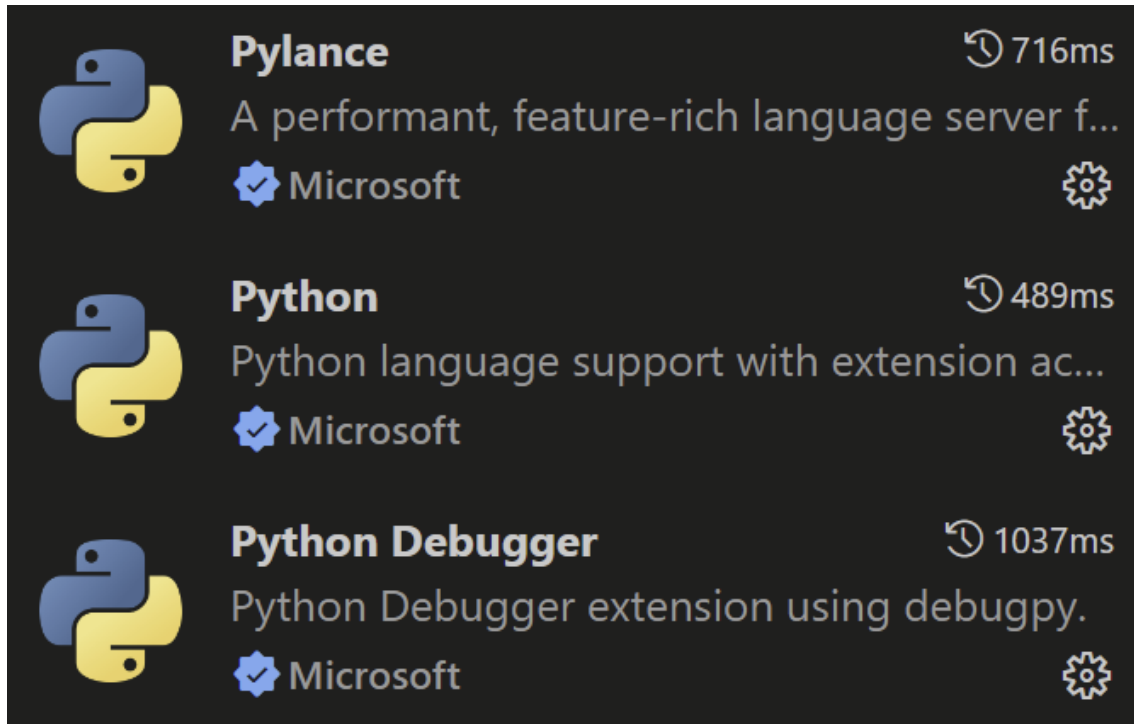 Pylance 716ms
A performant, feature-rich language server f...
Microsoft
Python 489ms
Python language support with extension ac...
Microsoft
Python Debugger 1037ms
Python Debugger extension using debugpy.
Microsoft